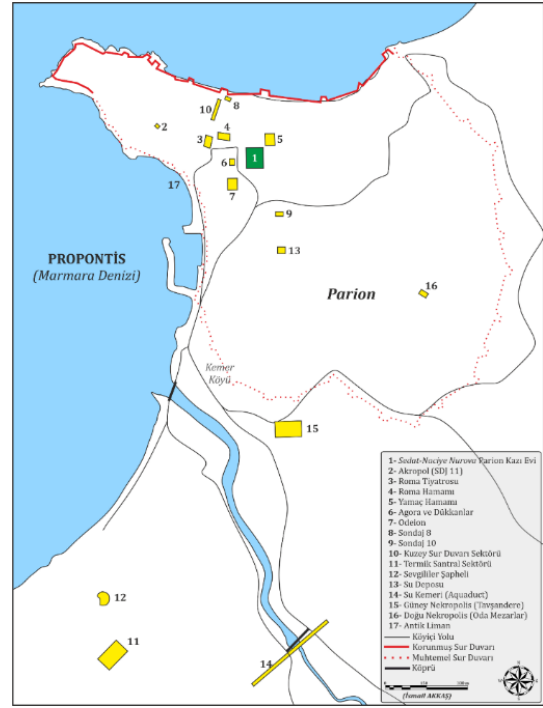 8
10
2
4
3
5
1
6
17
7
9
PROPONTİS
(Marmara Denizi)
13
Parion
16
Kemer
Köyü
15
12
11
14
1- Sedat-Naciye Nurova Parion Kazı Evi
2- Akropol (SDJ 11)
3- Roma Tiyatrosu
4- Roma Hamamı
5- Yamaç Hamamı
6- Agora ve Dükkanlar
7- Odeion
8- Sondaj 8
9- Sondaj 10
10- Kuzey Sur Duvarı Sektörü
11- Termik Santral Sektörü
12- Sevgililer Şapheli
13- Su Deposu
14- Su Kemeri (Aquaduct)
15- Güney Nekropolis (Tavşandere)
16- Doğu Nekropolis (Oda Mezarlar)
17- Antik Liman
Köyiçi Yolu
Korunmuş Sur Duvarı
Muhtemel Sur Duvarı
Köprü
(İsmail AKKAŞ)